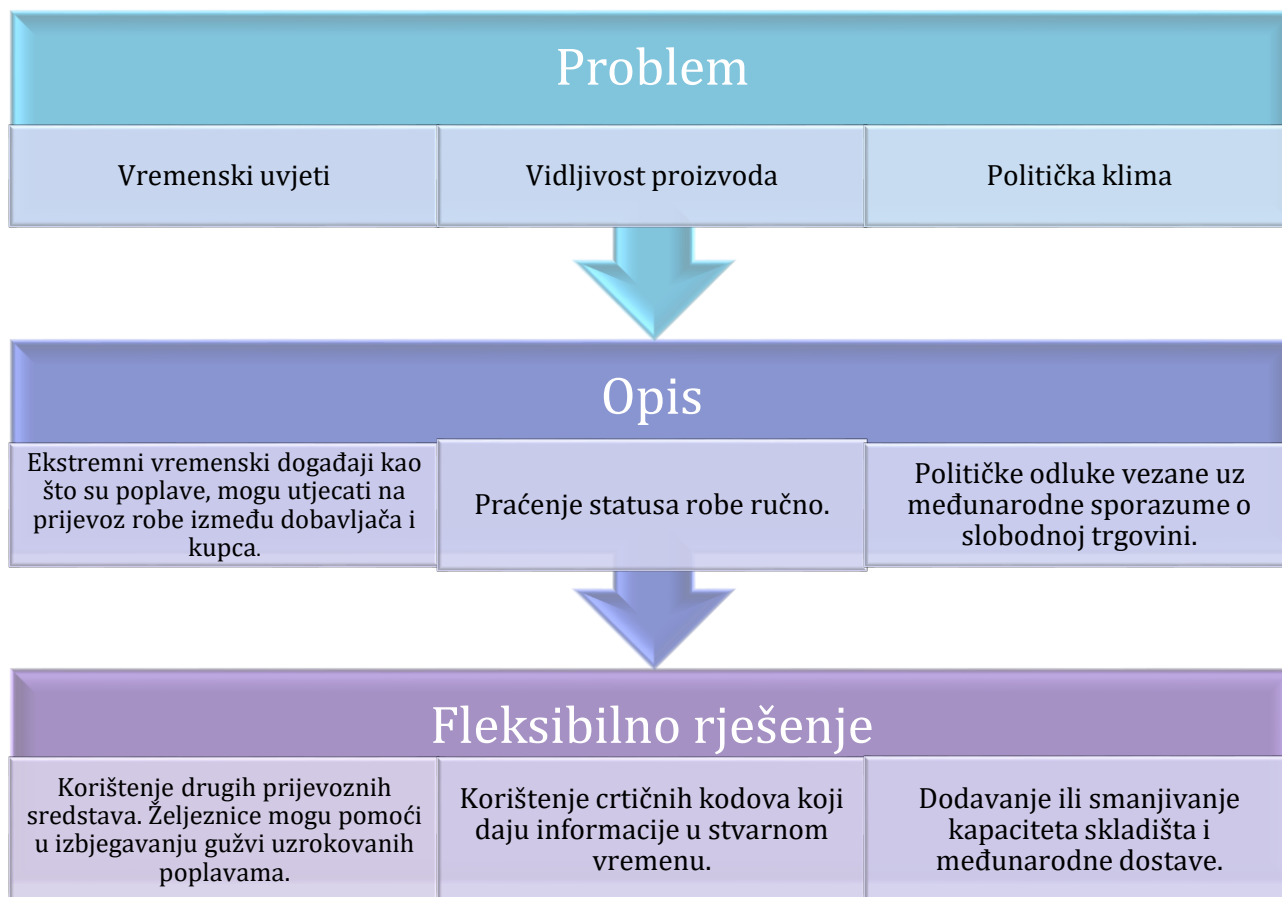 Problem
Vremenski uvjeti
Vidljivost proizvoda
Politička klima
Opis
Ekstremni vremenski događaji kao
što su poplave, mogu utjecati na
prijevoz robe između dobavljača i
kupca.
Praćenje statusa robe ručno.
Političke odluke vezane uz
međunarodne sporazume o
slobodnoj trgovini.
Fleksibilno rješenje
Korištenje drugih prijevoznih
sredstava. Željeznice mogu pomoći
u izbjegavanju gužvi uzrokovanih
poplavama.
Korištenje crtičnih kodova koji
daju informacije u stvarnom
vremenu.
Dodavanje ili smanjivanje
kapaciteta skladišta i
međunarodne dostave.